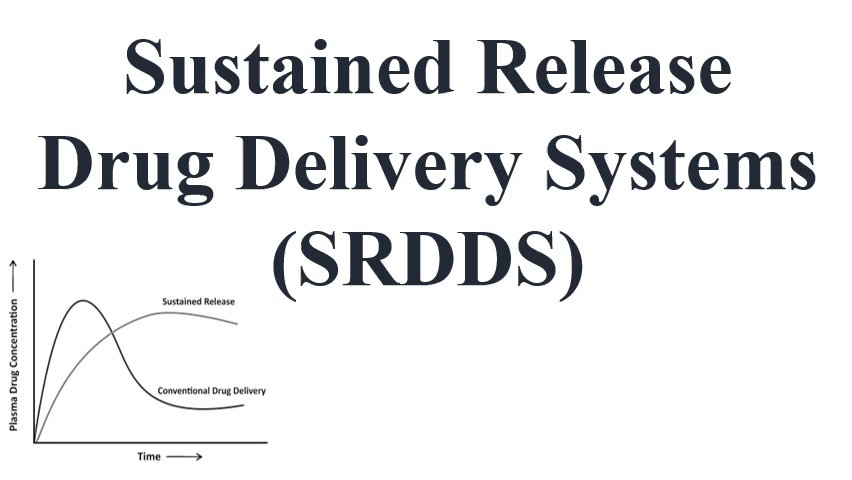 Sustained Release
Drug Delivery Systems
(SRDDS)
Plasma Drug Concentration
Sustained Release
Conventional Drug Delivery
Time